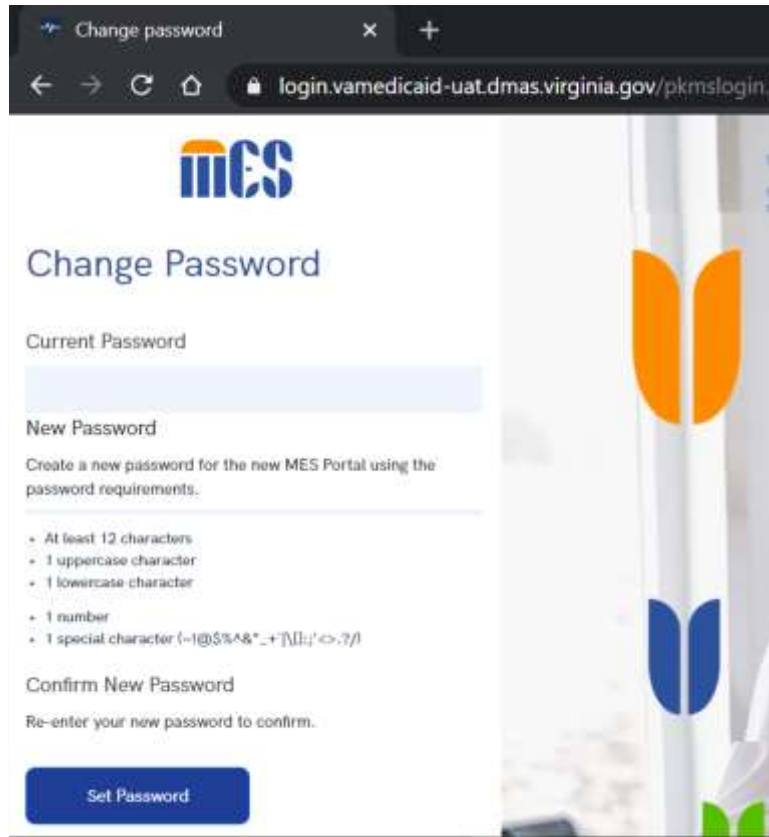 Change password
login.vamedicaid-uat.dmas.virginia.gov/pkmslogin.
mES
Change Password
Current Password
New Password
Create a new password for the new MES Portal using the
password requirements.
• At least 12 characters
• 1 uppercase character
• 1 lowercase character
• 1 number
• 1 special character
Confirm New Password
Re-enter your new password to confirm.
Set Password